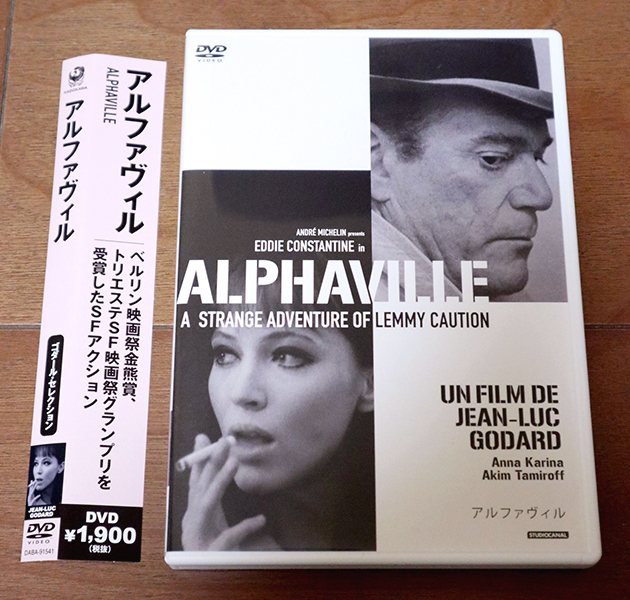 KADOKAWA
アルファヴィル
アルファヴィル
ALPHAVILLE
ベルリン映画祭金熊賞、
トリエステSF映画祭グランプリを
受賞したSFアクション
ゴダール・セレクション
JEAN-LUC
GODARD
DVD
VIDEO
DABA-91541
DVD
¥1,900
(税抜)
DVD
VIDEO
ANDRÉ MICHELIN presents
EDDIE CONSTANTINE in
ALPHAVILLE
A STRANGE ADVENTURE OF LEMMY CAUTION
UN FILM DE
JEAN-LUC
GODARD
Anna Karina
Akim Tamiroff
アルファヴィル
STUDIOCANAL